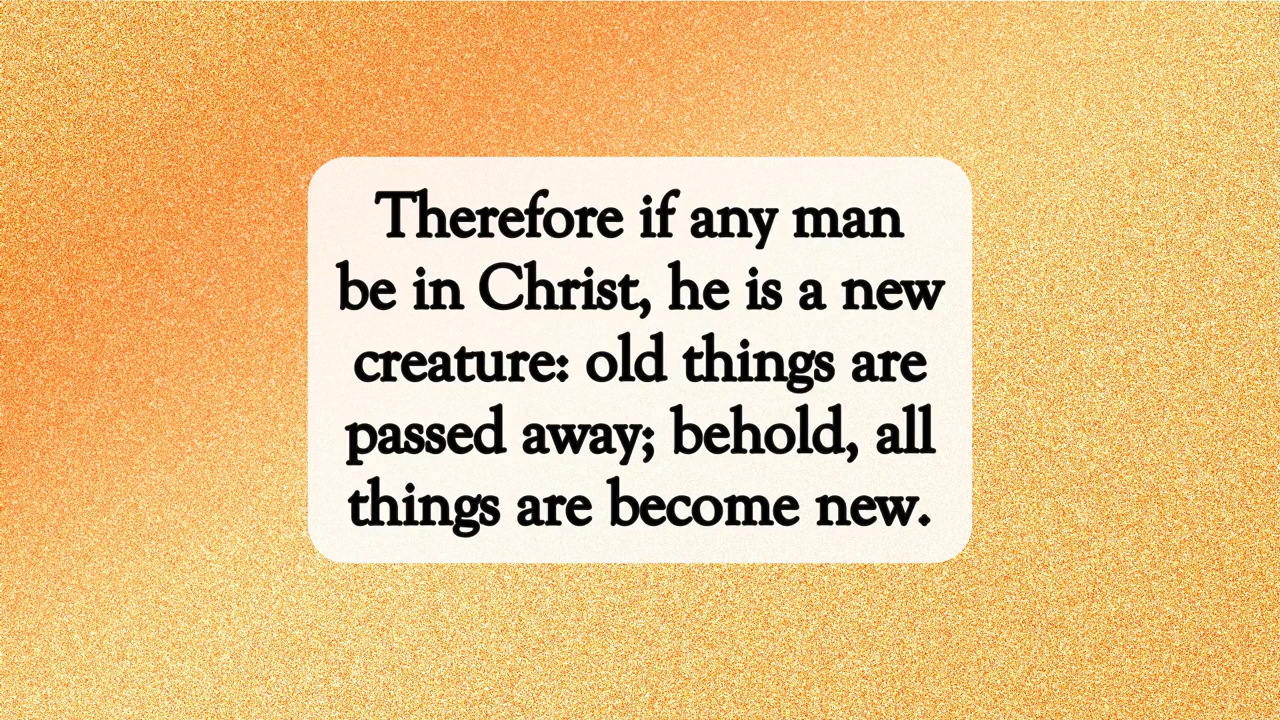 Therefore if any man
be in Christ, he is a new
creature: old things are
passed away; behold, all
things are become new.